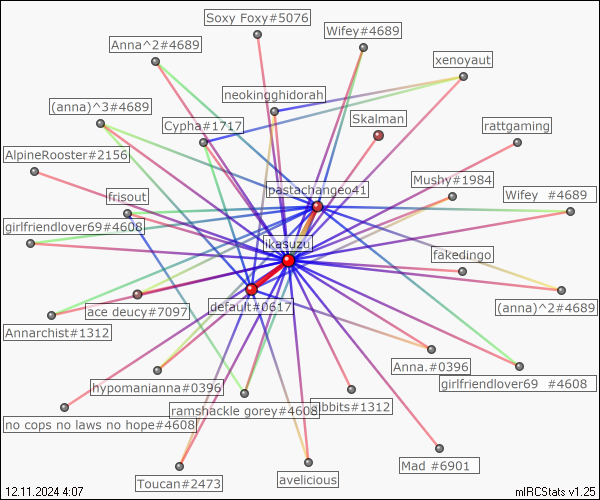 Soxy Foxy#5076
Wifey#4689
Anna^2#4689
xenoyaut
neokingghidorah
(anna)^3#4689
Skalman
Cypha#1717
rattgaming
AlpineRooster#2156
Mushy #1984
pastachangeo41
frisout
Wifey #4689
girlfriendlover69#4608
ikasuzu
fakedingo
ace deucy#7097
default#0617
(anna)^2#4689
Annarchist#1312
Anna.#0396
hypomanianna#0396
girlfriendlover69 #4608
ramshackle gorey#4608
ibbits#1312
no cops no laws no hope#4608
Mad #6901
Toucan#2473
avelicious
12.11.2024 4:07
mIRCStats v1.25